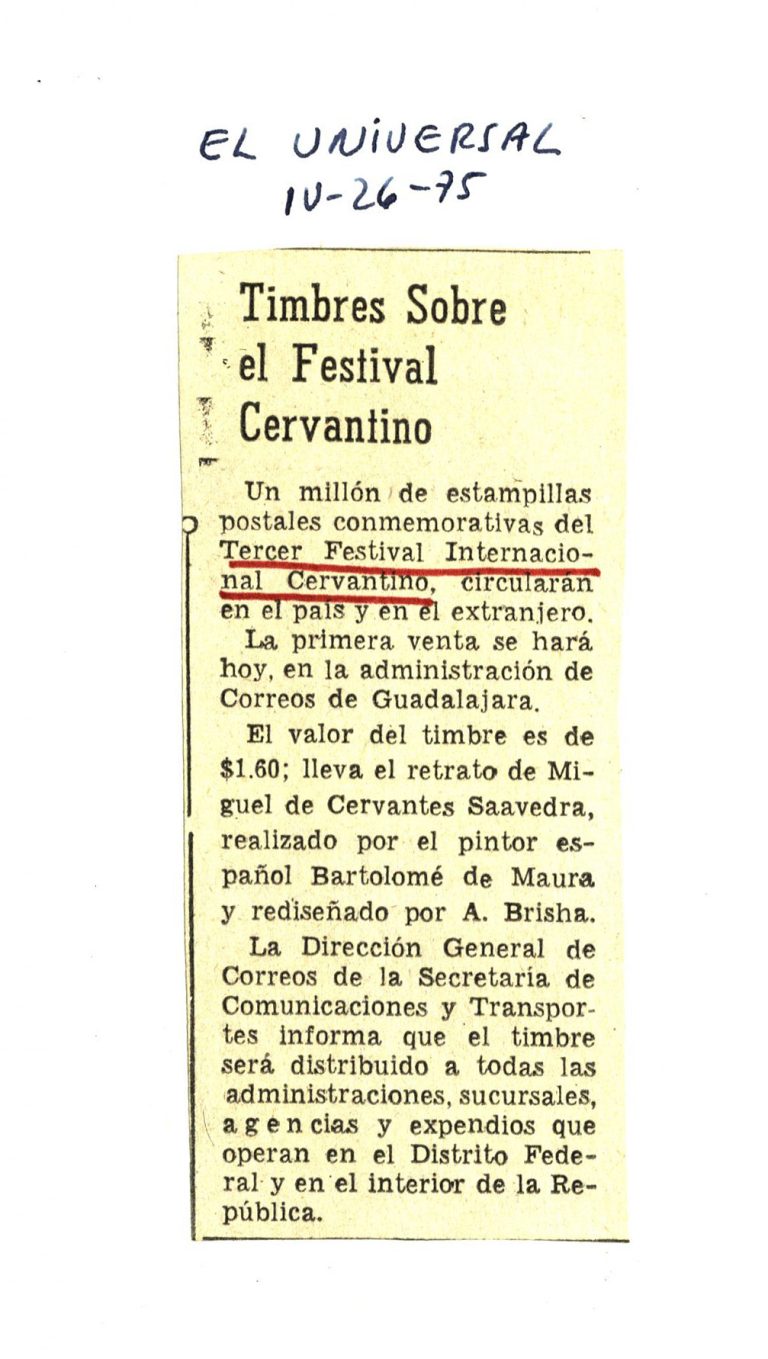 EL UNIVERSAL
IV-26-75
Timbres Sobre
el Festival
Cervantino
Un millón de estampillas
postales conmemorativas del
Tercer Festival Internacio-
nal Cervantino, circularán
en el país y en el extranjero.
La primera venta se hará
hoy, en la administración de
Correos de Guadalajara.
El valor del timbre es de
$1.60; lleva el retrato de Mi-
guel de Cervantes Saavedra,
realizado por el pintor es-
pañol Bartolomé de Maura
y rediseñado por A. Brisha.
La Dirección General de
Correos de la Secretaría de
Comunicaciones y Transpor-
tes informa que el timbre
será distribuido a todas las
administraciones, sucursales,
agencias y expendios que
operan en el Distrito Fede-
ral y en el interior de la Re-
pública.